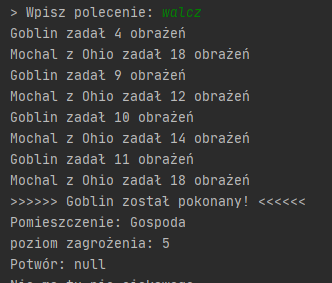 > Wpisz polecenie: walcz
Goblin zadał 4 obrażeń
Mochal z Ohio zadał 18 obrażeń
Goblin zadał 9 obrażeń
Mochal z Ohio zadał 12 obrażeń
Goblin zadał 10 obrażeń
Mochal z Ohio zadał 14 obrażeń
Goblin zadał 11 obrażeń
Mochal z Ohio zadał 18 obrażeń
>>>>>> Goblin został pokonany! <<<<<<
Pomieszczenie: Gospoda
poziom zagrożenia: 5
Potwór: null